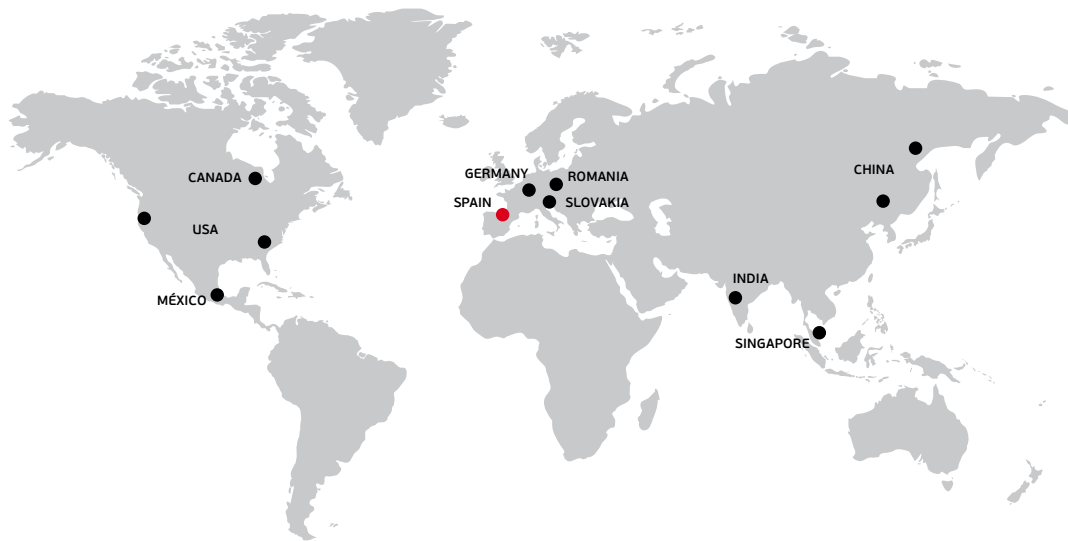 CHINA
GERMANY
ROMANIA
CANADA
SPAIN
SLOVAKIA
USA
INDIA
MÉXICO
SINGAPORE